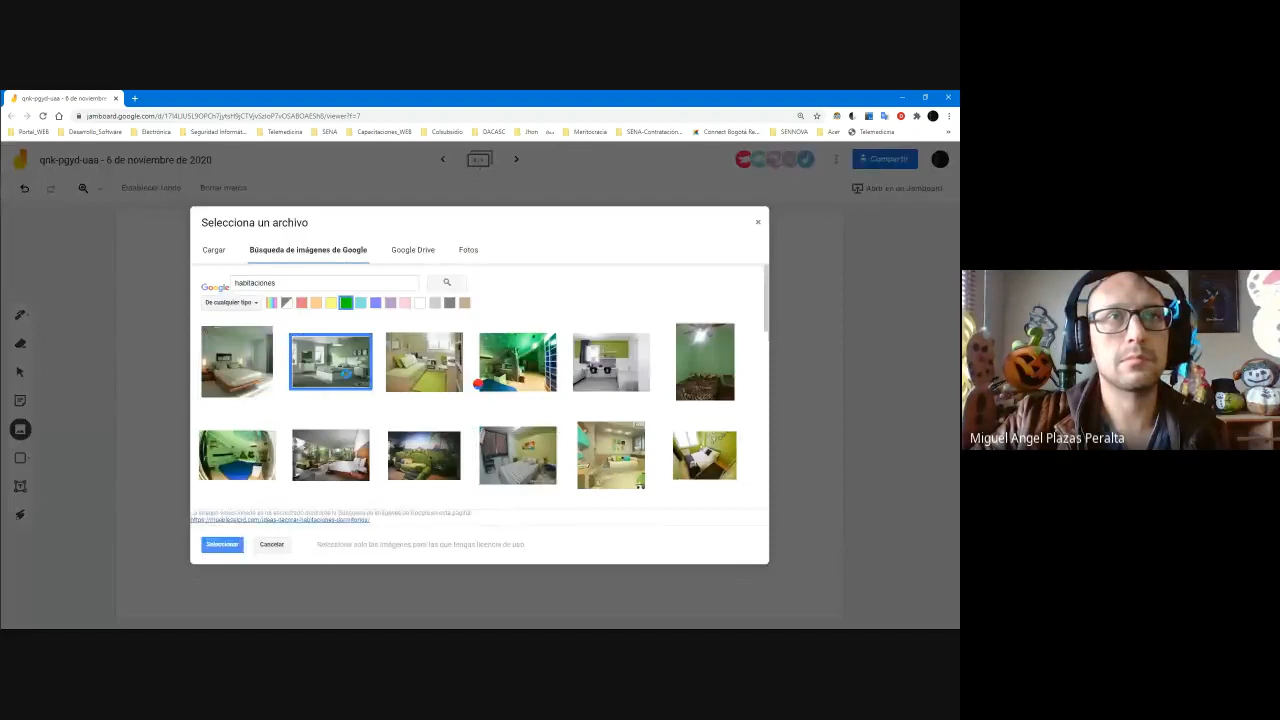 qnk-pgyd-uaa - 6 de noviembre
jamboard.google.com/d/
Portal_WEB Desarrollo_Software Electrónica Seguridad Informát... Telemedicina SENA Capacitaciones_WEB Colsubsidio DACASC Jhon Meritocracia SENA-Contratación... Connect Bogotá Re... SENNOVA Acer Telemedicina
qnk-pgyd-uaa - 6 de noviembre de 2020
Compartir
Establecer fondo Borrar marco
Abrir en un Jamboard
Selecciona un archivo
Cargar Búsqueda de imágenes de Google Google Drive Fotos
Google habitaciones
De cualquier tipo
Seleccionar Cancelar Seleccione solo las imágenes para las que tengas licencia de uso.
Miguel Angel Plazas Peralta